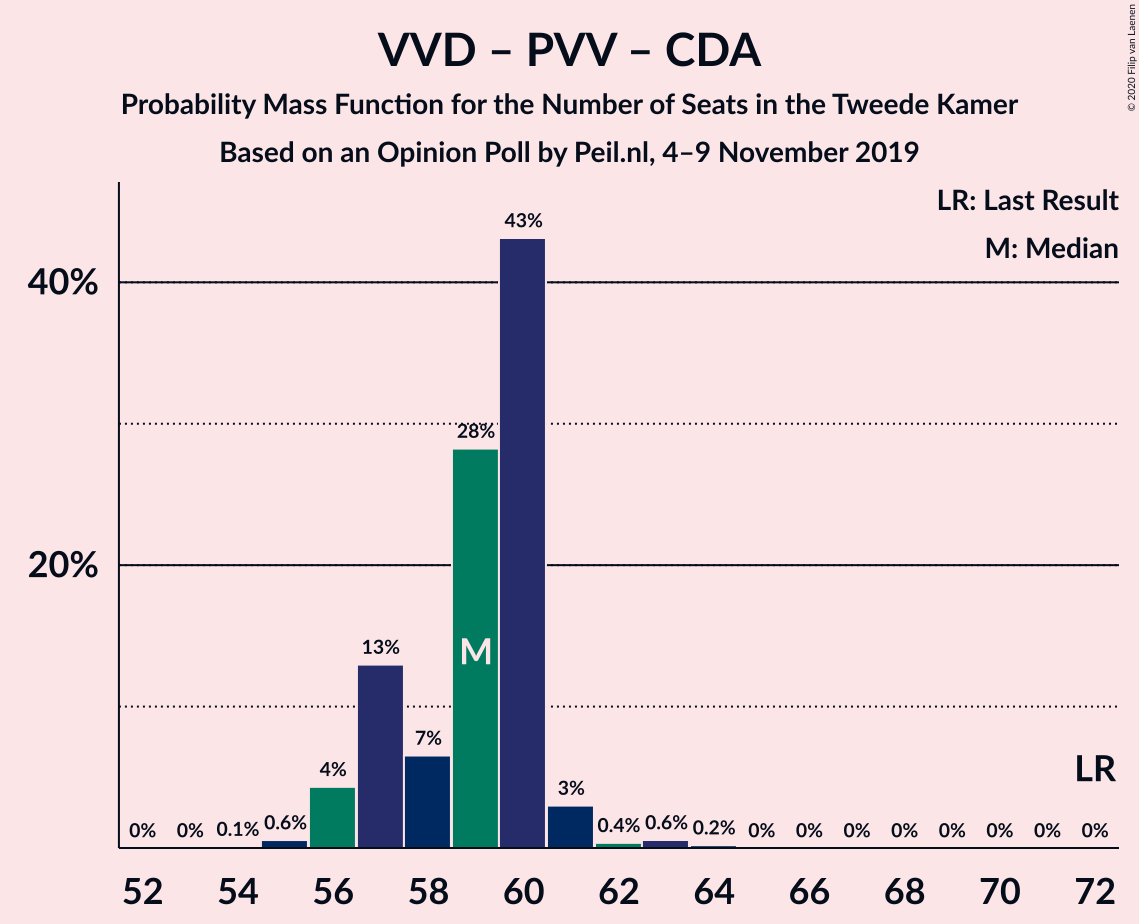 VVD – PVV – CDA
Probability Mass Function for the Number of Seats in the Tweede Kamer
Based on an Opinion Poll by Peil.nl, 4–9 November 2019
© 2020 Filip van Laenen
LR: Last Result
M: Median
43%
40%
28%
20%
M
13%
7%
4%
LR
3%
0% 0% 0.1% 0.6% 0.4% 0.6% 0.2% 0% 0% 0% 0% 0% 0% 0% 0%
52 54 56 58 60 62 64 66 68 70 72